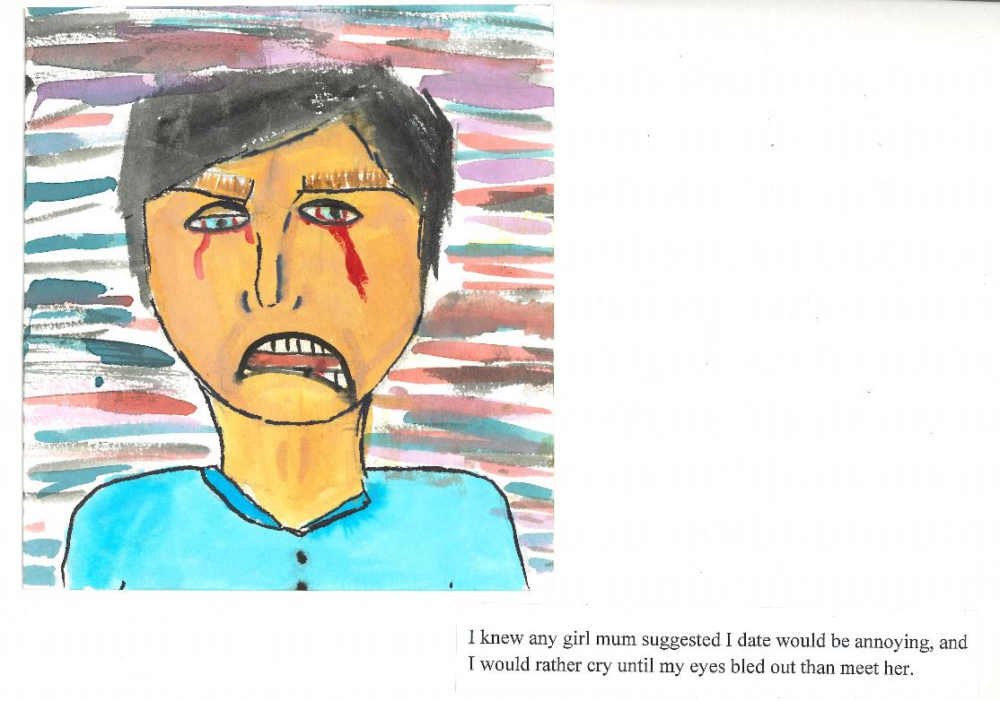 I knew any girl mum suggested I date would be annoying, and
I would rather cry until my eyes bled out than meet her.